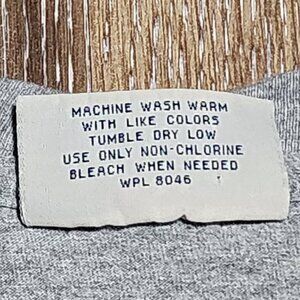 MACHINE WASH WARM
WITH LIKE COLORS
TUMBLE DRY LOW
USE ONLY NON-CHLORINE
BLEACH WHEN NEEDED
WPL 8046